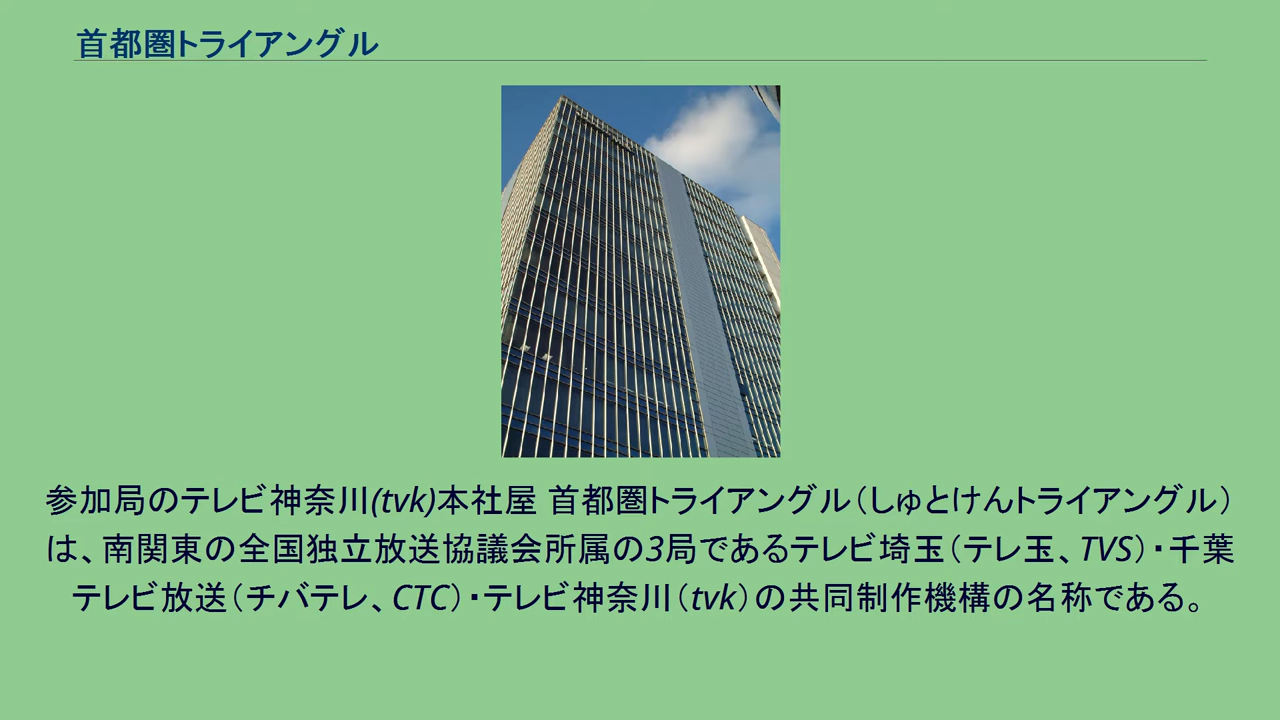 首都圏トライアングル
参加局のテレビ神奈川(tvk)本社屋 首都圏トライアングル（しゅとけんトライアングル）
は、南関東の全国独立放送協議会所属の3局であるテレビ埼玉（テレ玉、TVS）・千葉
テレビ放送（チバテレ、CTC）・テレビ神奈川（tvk）の共同制作機構の名称である。